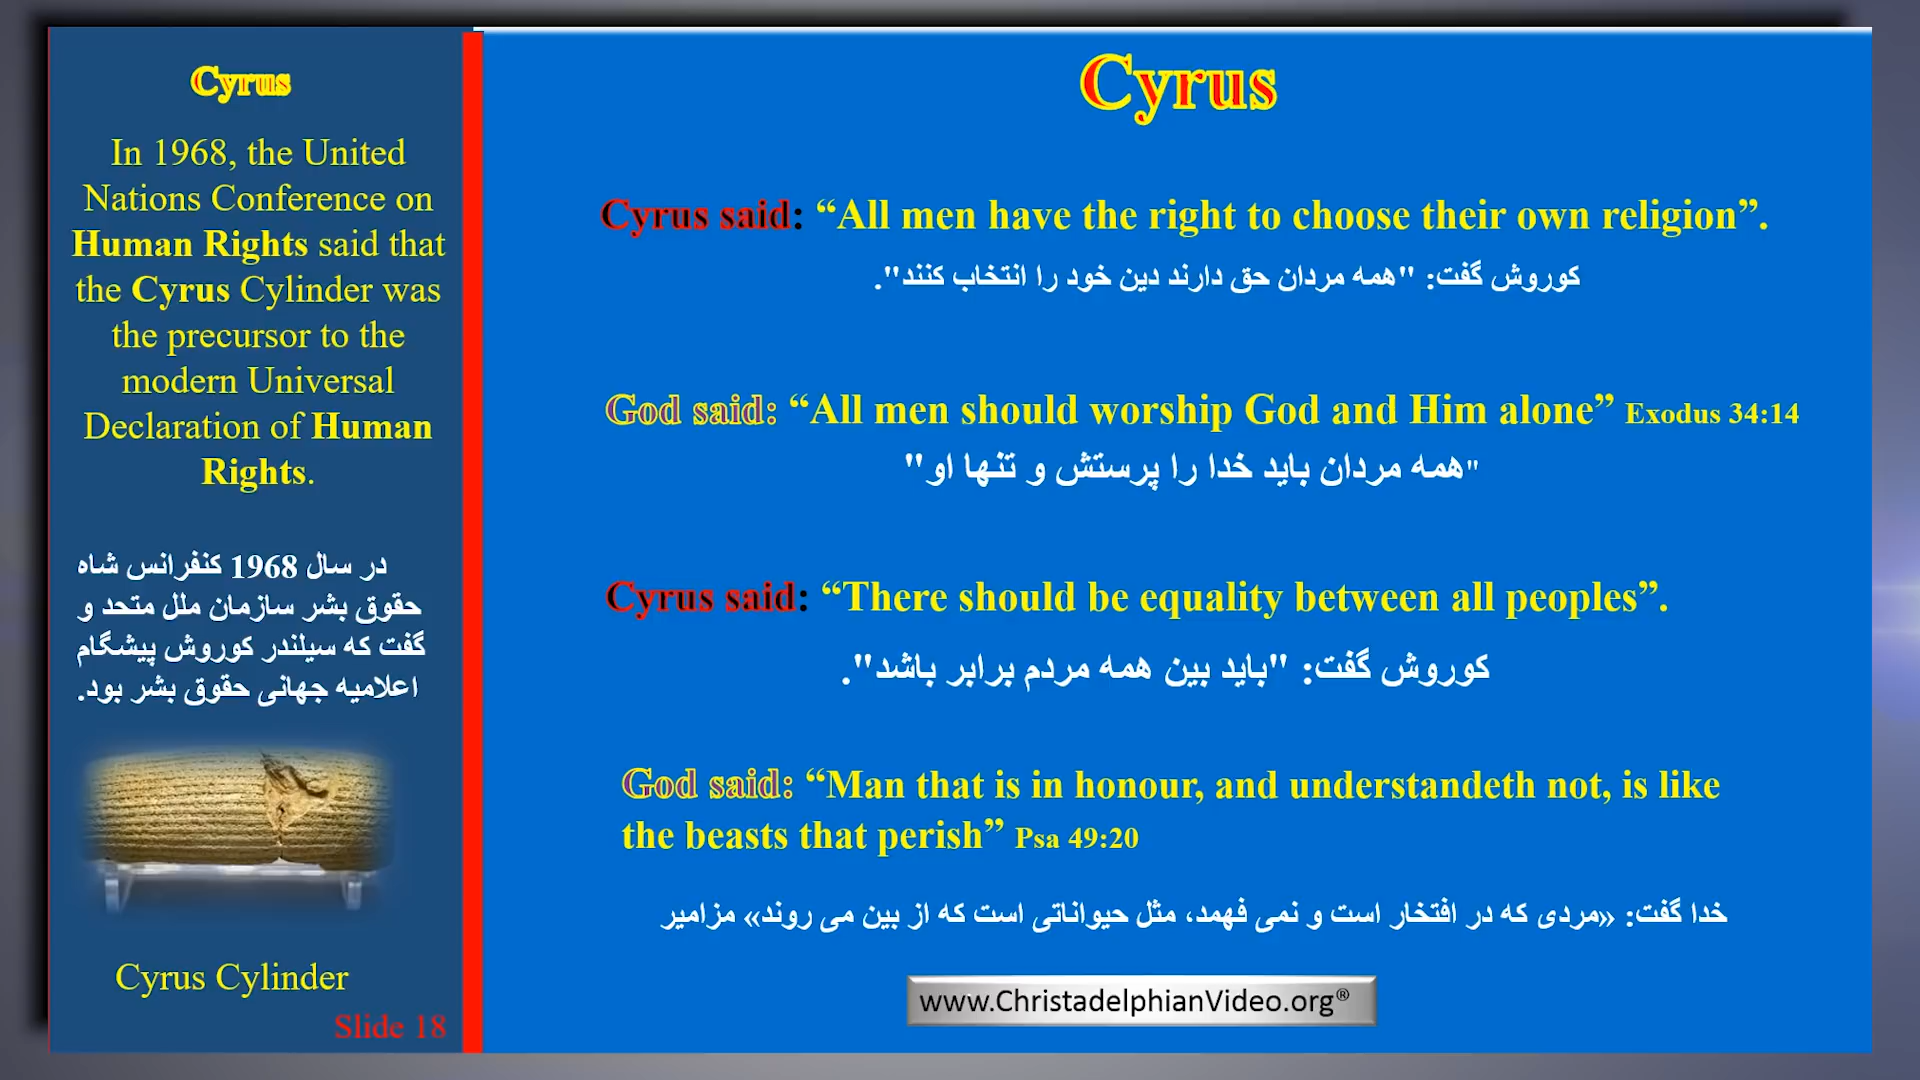 Cyrus
In 1968, the United
Nations Conference on
Human Rights said that
the Cyrus Cylinder was
the precursor to the
modern Universal
Declaration of Human
Rights.
در سال 1968 کنفرانس شاه
حقوق بشر سازمان ملل متحد و
گفت که سیلندر کوروش پیشگام
اعلامیه جهانی حقوق بشر بود.
Cyrus Cylinder
Slide 18
Cyrus
Cyrus said: “All men have the right to choose their own religion”.
کوروش گفت: "همه مردان حق دارند دین خود را انتخاب کنند".
God said: “All men should worship God and Him alone” Exodus 34:14
"همه مردان باید خدا را پرستش و تنها او"
Cyrus said: “There should be equality between all peoples”.
کوروش گفت: "باید بین همه مردم برابر باشد".
God said: “Man that is in honour, and understandeth not, is like
the beasts that perish” Psa 49:20
خدا گفت: «مردی که در افتخار است و نمی فهمد، مثل حیواناتی است که از بین می روند» مزامیر
www.ChristadelphianVideo.org®